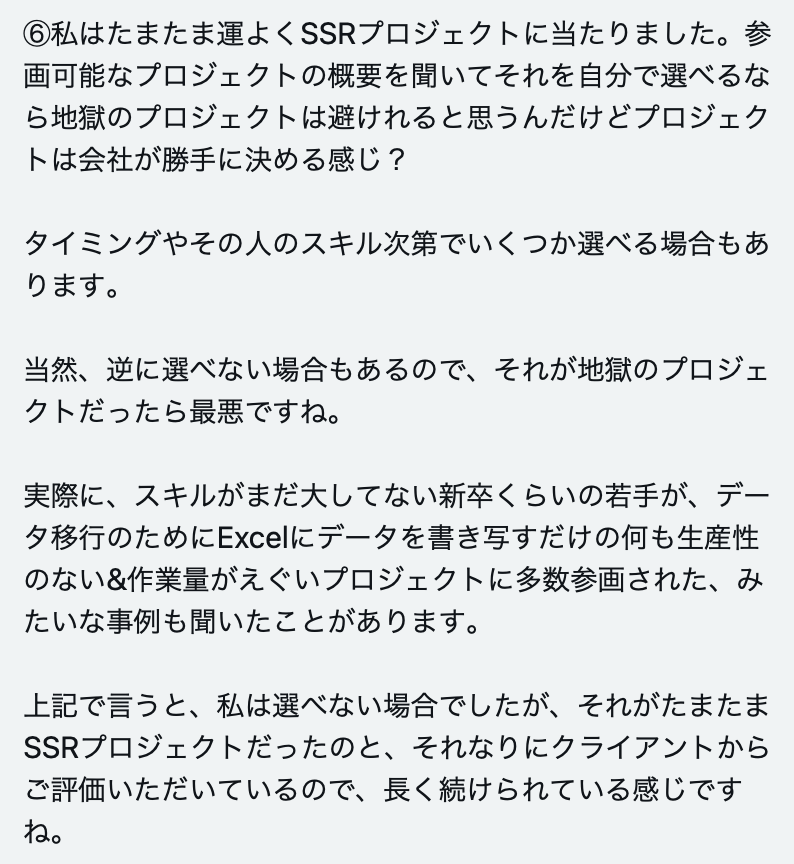 ⑥私はたまたま運よくSSRプロジェクトに当たりました。参
画可能なプロジェクトの概要を聞いてそれを自分で選べるな
ら地獄のプロジェクトは避けれると思うんだけどプロジェク
トは会社が勝手に決める感じ？
タイミングやその人のスキル次第でいくつか選べる場合もあ
ります。
当然、逆に選べない場合もあるので、それが地獄のプロジェ
クトだったら最悪ですね。
実際に、スキルがまだ大してない新卒くらいの若手が、デー
タ移行のためにExcelにデータを書き写すだけの何も生産性
のない&作業量がえぐいプロジェクトに多数参画された、み
たいな事例も聞いたことがあります。
上記で言うと、私は選べない場合でしたが、それがたまたま
SSRプロジェクトだったのと、それなりにクライアントから
ご評価いただいているので、長く続けられている感じです
ね。